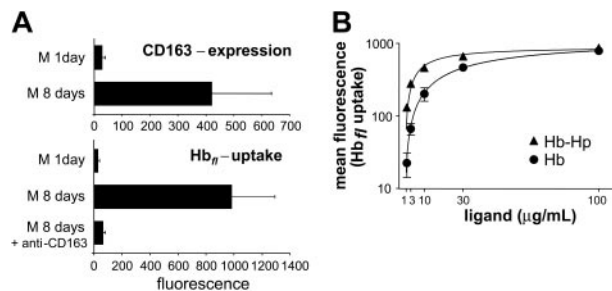 A
CD163 – expression
M 1day
M 8 days
0 100 200 300 400 500 600 700
Hbfl – uptake
M 1day
M 8 days
M 8 days
+ anti-CD163
0 200 400 600 800 1000 1200 1400
fluorescence
B
mean fluorescence
(Hbfl uptake)
1000
100
10
Hb-Hp
Hb
1 3 10 30 100
ligand (µg/mL)